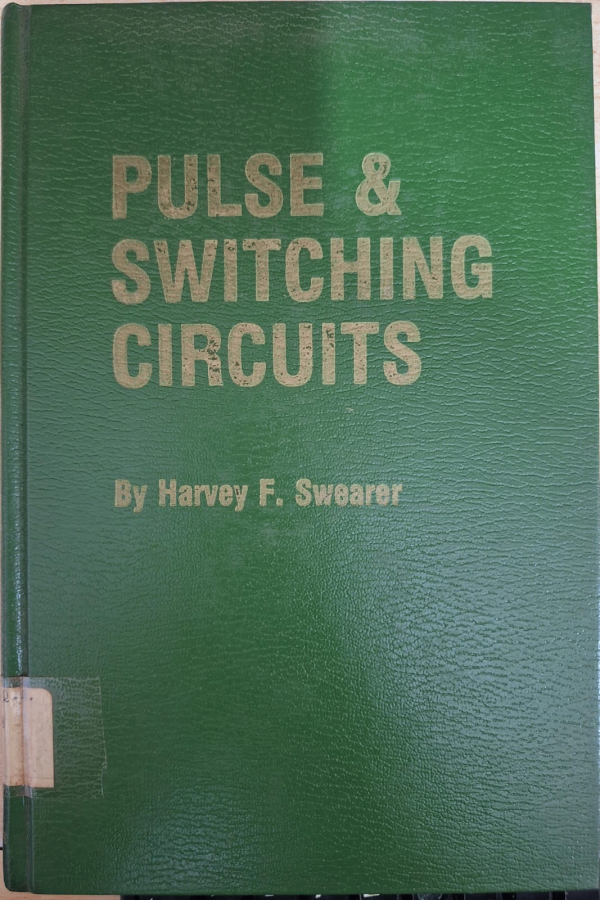 PULSE &
SWITCHING
CIRCUITS
By Harvey F. Swearer